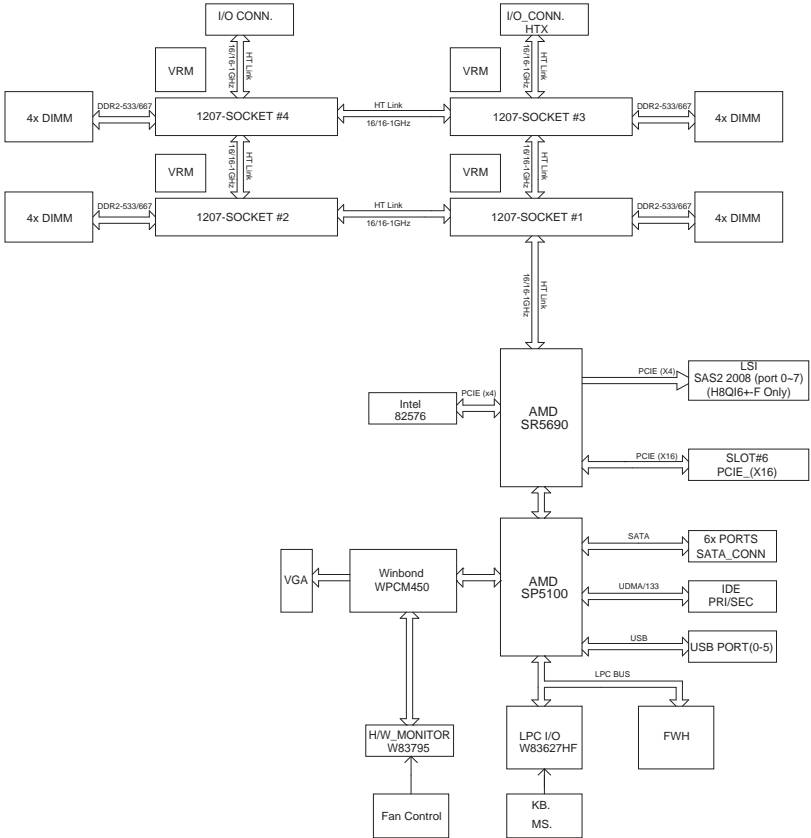 I/O CONN.
I/O_CONN.
HTX
VRM
16/16-1GHz
HT Link
VRM
16/16-1GHz
HT Link
4x DIMM
DDR2-533/667
1207-SOCKET #4
HT Link
16/16-1GHz
1207-SOCKET #3
DDR2-533/667
4x DIMM
VRM
16/16-1GHz
HT Link
VRM
16/16-1GHz
HT Link
4x DIMM
DDR2-533/667
1207-SOCKET #2
HT Link
16/16-1GHz
1207-SOCKET #1
DDR2-533/667
4x DIMM
16/16-1GHz
HT Link
Intel
82576
PCIE (x4)
AMD
SR5690
PCIE (X4)
LSI
SAS2 2008 (port 0~7)
(H8QI6+-F Only)
PCIE (X16)
SLOT#6
PCIE_(X16)
VGA
Winbond
WPCM450
AMD
SP5100
SATA
6x PORTS
SATA_CONN
UDMA/133
IDE
PRI/SEC
USB
USB PORT(0-5)
LPC BUS
H/W_MONITOR
W83795
LPC I/O
W83627HF
FWH
Fan Control
KB.
MS.